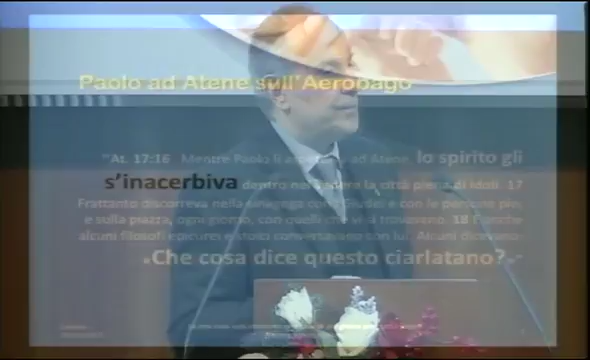 Paolo ad Atene sull'Aeropago
"At. 17:16 Mentre Paolo li aspettava ad Atene, lo spirito gli
s'inacerbiva dentro nel vedere la città piena di idoli. 17
Frattanto discorreva nella sinagoga con i Giudei e con le persone pie;
e sulla piazza, ogni giorno, con quelli che vi si trovavano. 18 E anche
alcuni filosofi epicurei e stoici conversavano con lui. Alcuni dicevano:
«Che cosa dice questo ciarlatano?»"